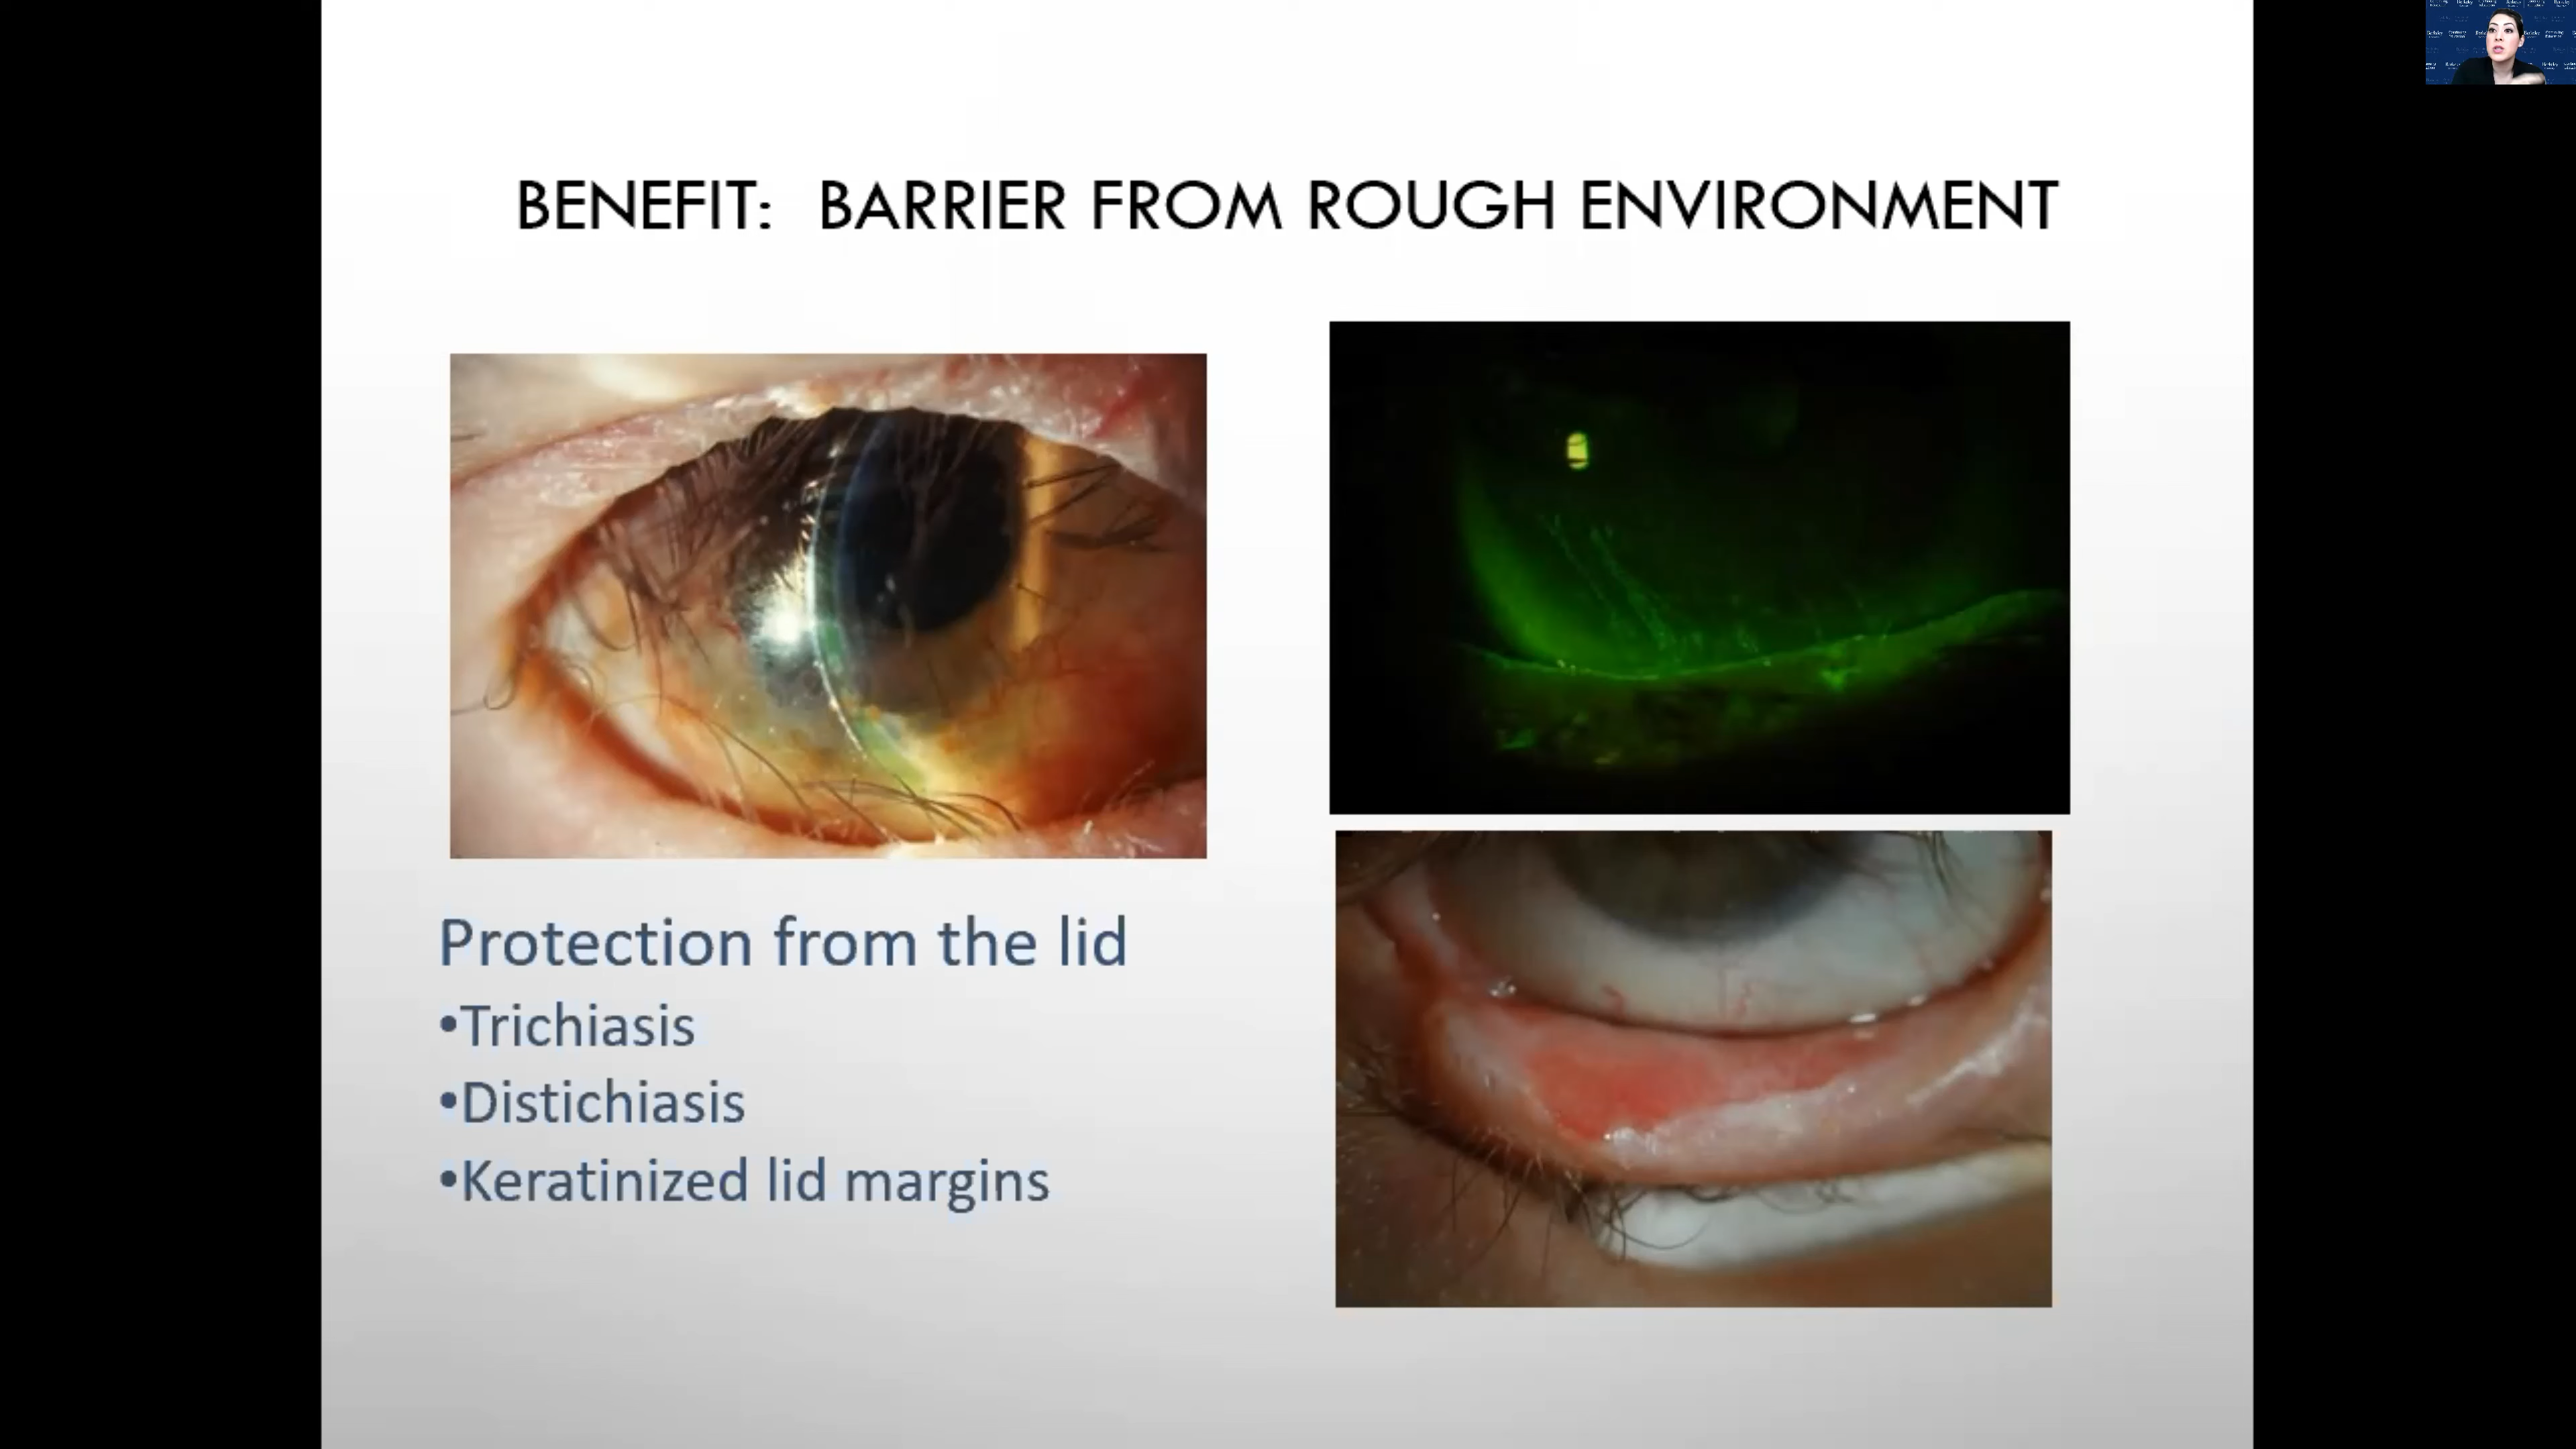 BENEFIT: BARRIER FROM ROUGH ENVIRONMENT
Protection from the lid
•Trichiasis
•Distichiasis
•Keratinized lid margins